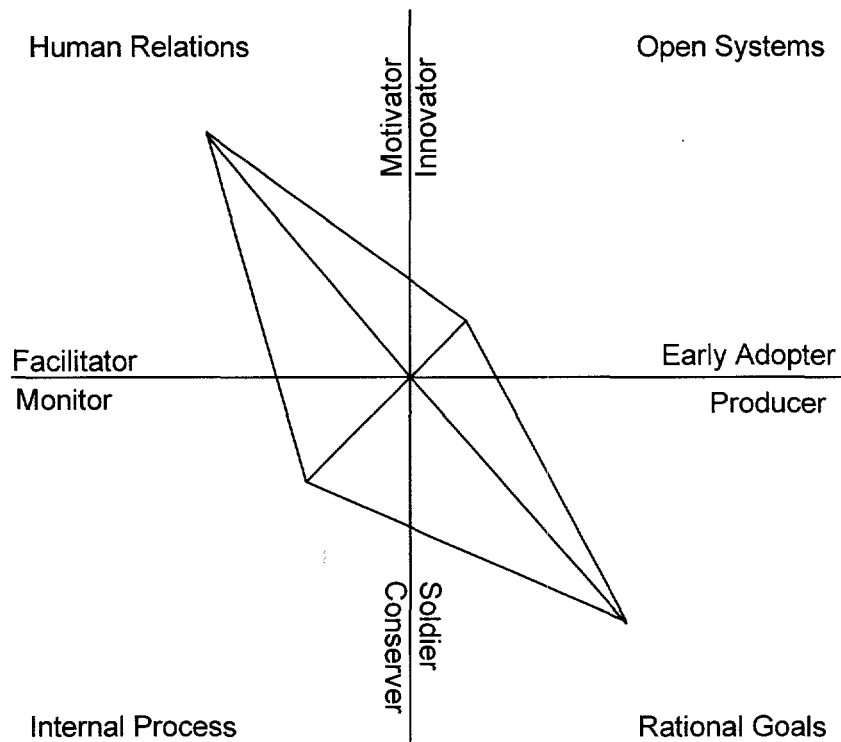 Human Relations
Open Systems
Motivator
Innovator
Facilitator
Early Adopter
Monitor
Producer
Conserver
Soldier
Internal Process
Rational Goals